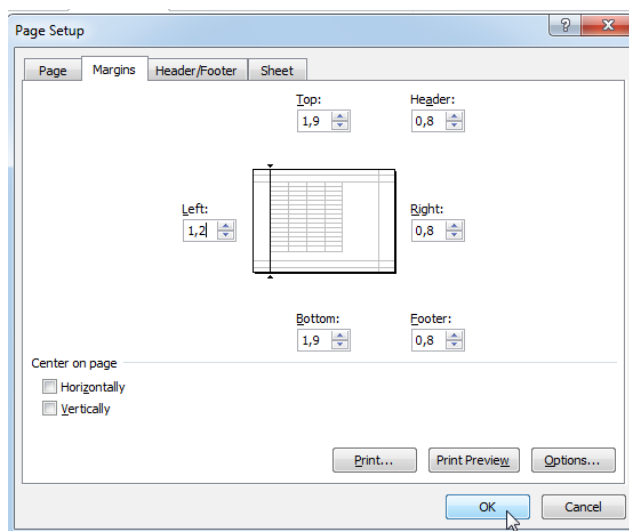 Page Setup
Page Margins Header/Footer Sheet
Top: Header:
1,9 0,8
Left: Right:
1,2 0,8
Bottom: Footer:
1,9 0,8
Center on page
Horizontally
Vertically
Print... Print Preview Options...
OK Cancel